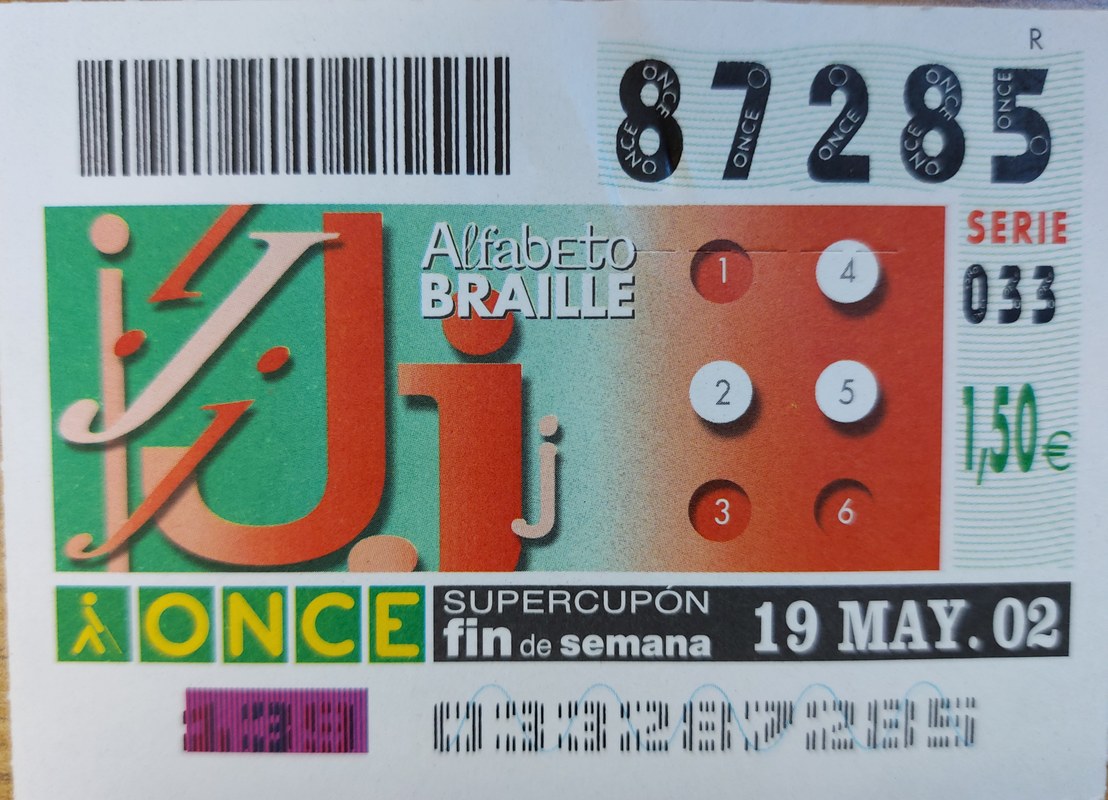 R
87285
Alfabeto
BRAILLE
1 4
2 5
3 6
J J j j j
SERIE
033
1,50€
ONCE SUPERCUPÓN
fin de semana 19 MAY. 02
033287285